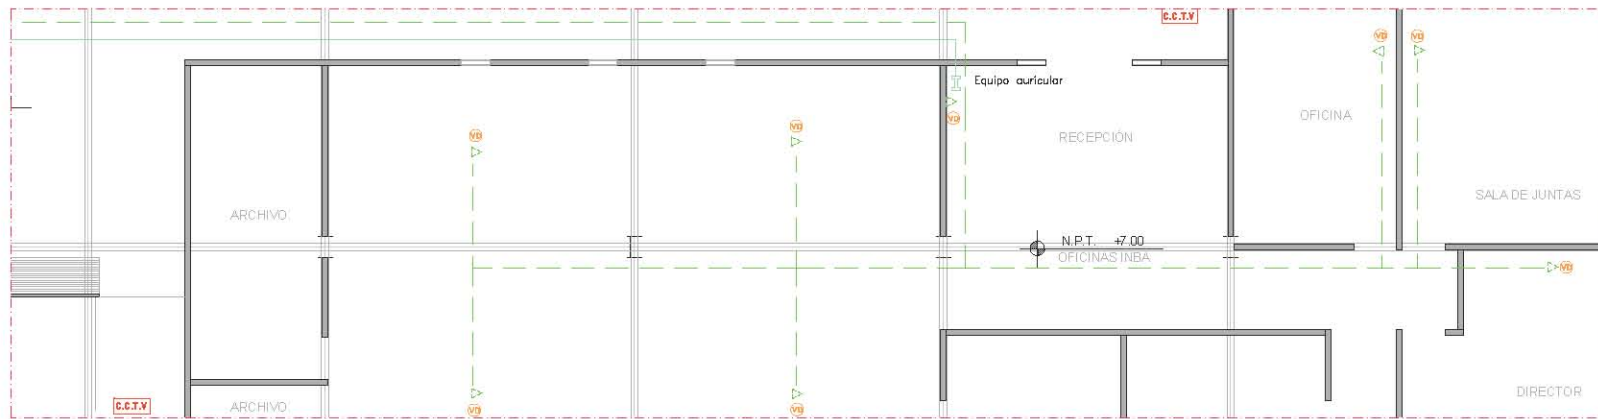 C.C.T.V
VD
VD
Equipo auricular
VD
OFICINA
VD
VD
RECEPCIÓN
SALA DE JUNTAS
ARCHIVO
N.P.T. +7.00
OFICINAS INBA
VD
DIRECTOR
C.C.T.V
ARCHIVO
VD
VD